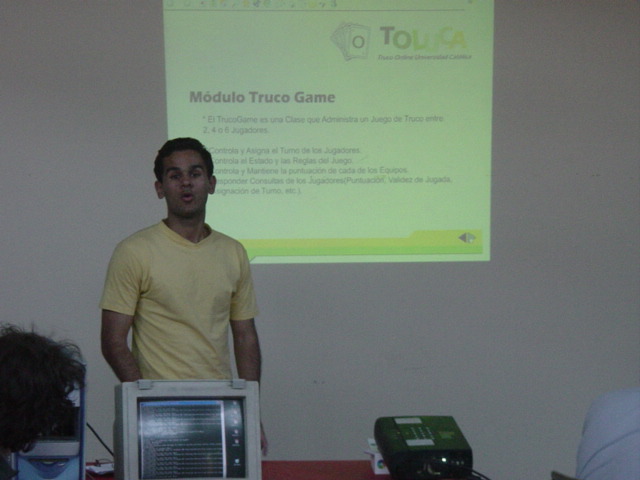 TOLUCA
Truco Online Universidad Católica
Módulo Truco Game
* El TrucoGame es una Clase que Administra un Juego de Truco entre
2, 4 o 6 Jugadores.
Controla y Asigna el Turno de los Jugadores.
Controla el Estado y las Reglas del Juego.
Controla y Mantiene la puntuación de cada de los Equipos.
Responder Consultas de los Jugadores(Puntuación, Validez de Jugada,
Asignación de Turno, etc.).